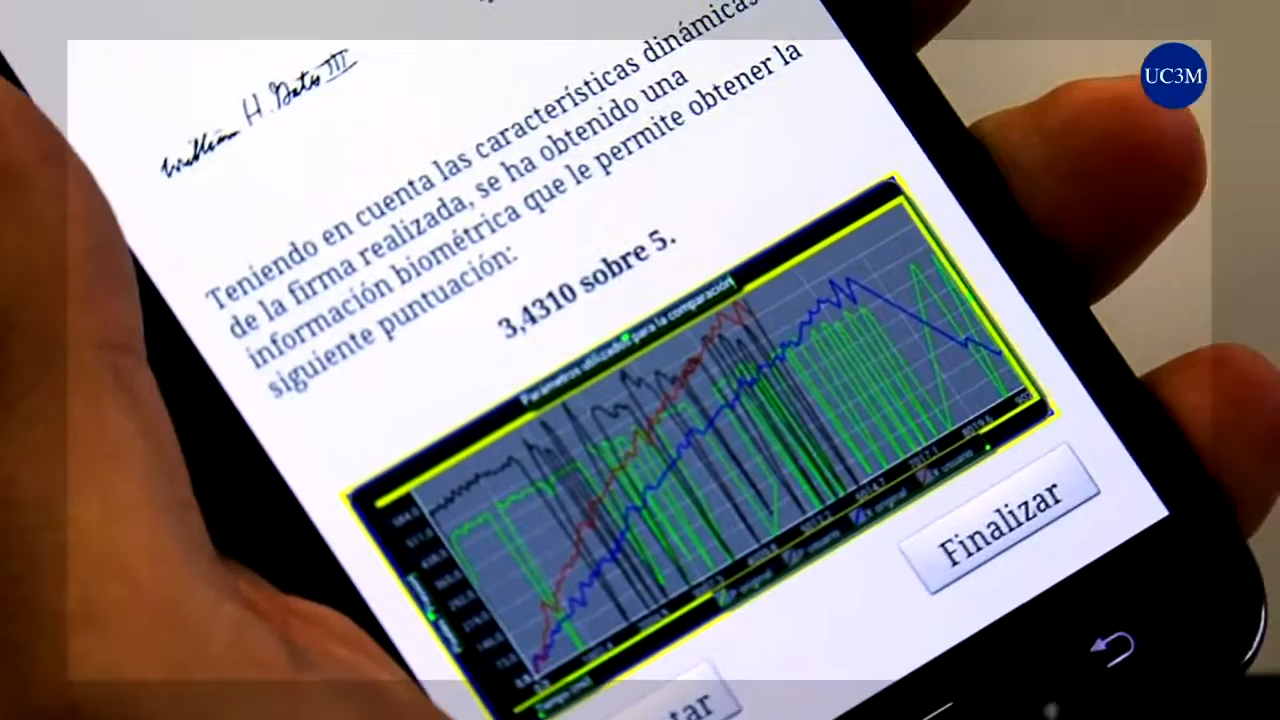 UC3M
William H. Gates III
Teniendo en cuenta las características dinámicas
de la firma realizada, se ha obtenido una
información biométrica que le permite obtener la
siguiente puntuación:
3,4310 sobre 5.
Parámetros utilizados para la comparación
Finalizar